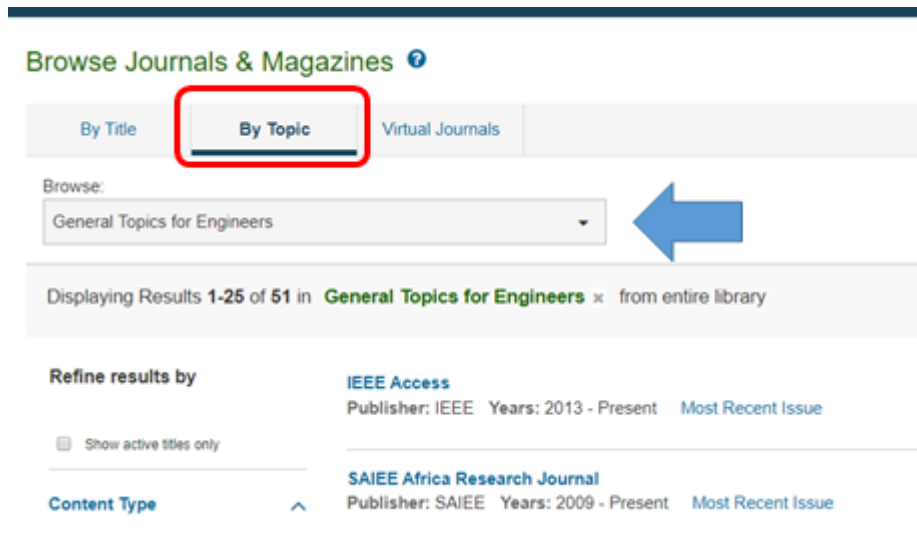 Browse Journals & Magazines ?
By Title By Topic Virtual Journals
Browse:
General Topics for Engineers
Displaying Results 1-25 of 51 in General Topics for Engineers × from entire library
Refine results by
Show active titles only
Content Type
IEEE Access
Publisher: IEEE Years: 2013 - Present Most Recent Issue
SAIEE Africa Research Journal
Publisher: SAIEE Years: 2009 - Present Most Recent Issue